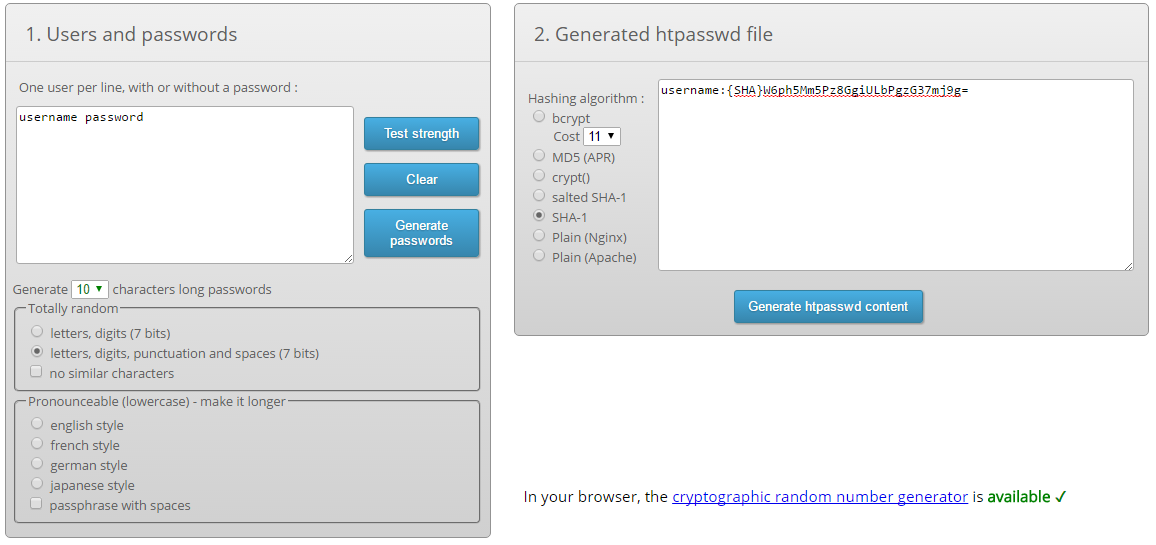 1. Users and passwords
One user per line, with or without a password :
username password
Test strength
Clear
Generate
passwords
Generate 10 ▼ characters long passwords
Totally random
letters, digits (7 bits)
letters, digits, punctuation and spaces (7 bits)
no similar characters
Pronounceable (lowercase) - make it longer
english style
french style
german style
japanese style
passphrase with spaces
2. Generated htpasswd file
Hashing algorithm :
bcrypt
Cost 11 ▼
MD5 (APR)
crypt()
salted SHA-1
SHA-1
Plain (Nginx)
Plain (Apache)
username:{SHA}W6ph5Mm5Pz8GgiULbPgzG37mj9g=
Generate htpasswd content
In your browser, the cryptographic random number generator is available ✓